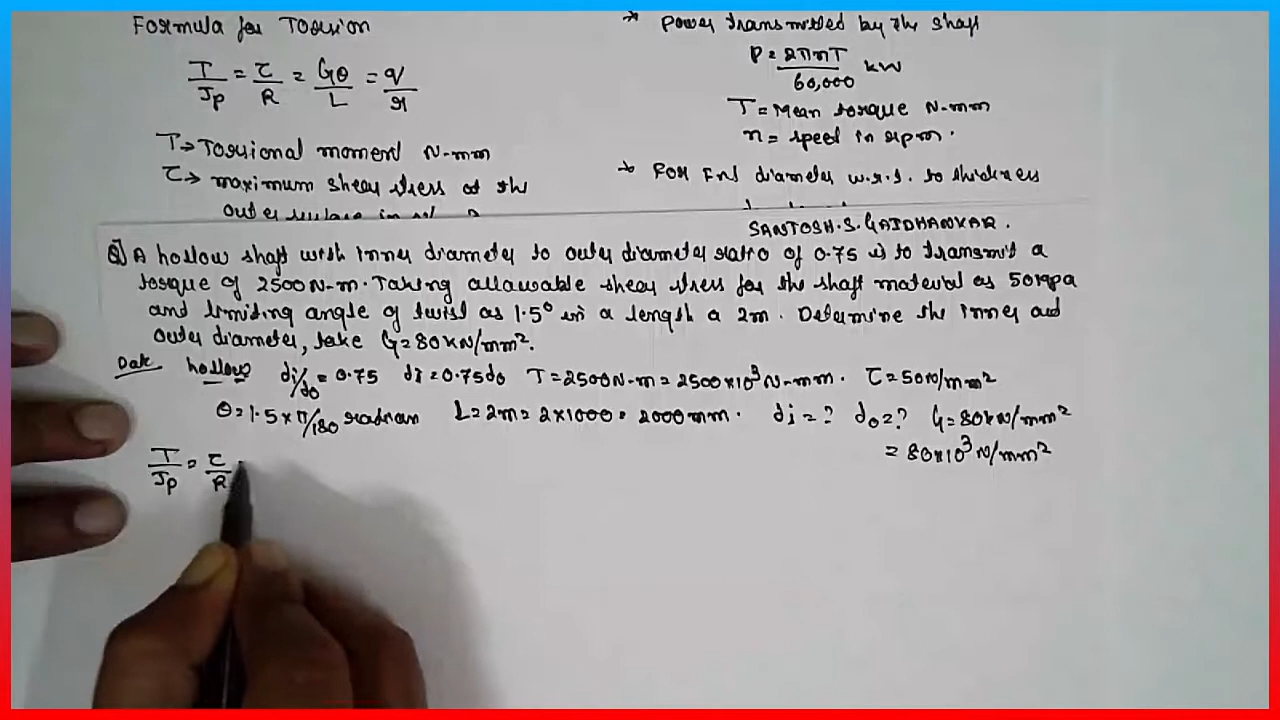 Formula for Torsion
T/Jp = τ/R = Gθ/L = q/r
T → Torsional moment N-mm
τ → maximum shear stress at the
outer surface in
* Power transmitted by the shaft
P = 2πnT/60,000 kW
T = Mean torque N-mm
n = speed in rpm.
* For End diameter w.r.t. to thickness
SANTOSH.S.GAIDHANKAR.
Q) A hollow shaft with inner diameter to outer diameter ratio of 0.75 is to transmit a
torque of 2500 N-m. Taking allowable shear stress for the shaft material as 50 mpa
and limiting angle of twist as 1.5° in a length a 2m. Determine the inner and
outer diameter, take G = 80 kN/mm².
Data hollow di/do = 0.75 di = 0.75do T = 2500 N-m = 2500×10³ N-mm. τ = 50 N/mm²
θ = 1.5 × π/180 radian L = 2m = 2×1000 = 2000 mm. di = ? do = ? G = 80 kN/mm²
= 80×10³ N/mm²
T/Jp = τ/R